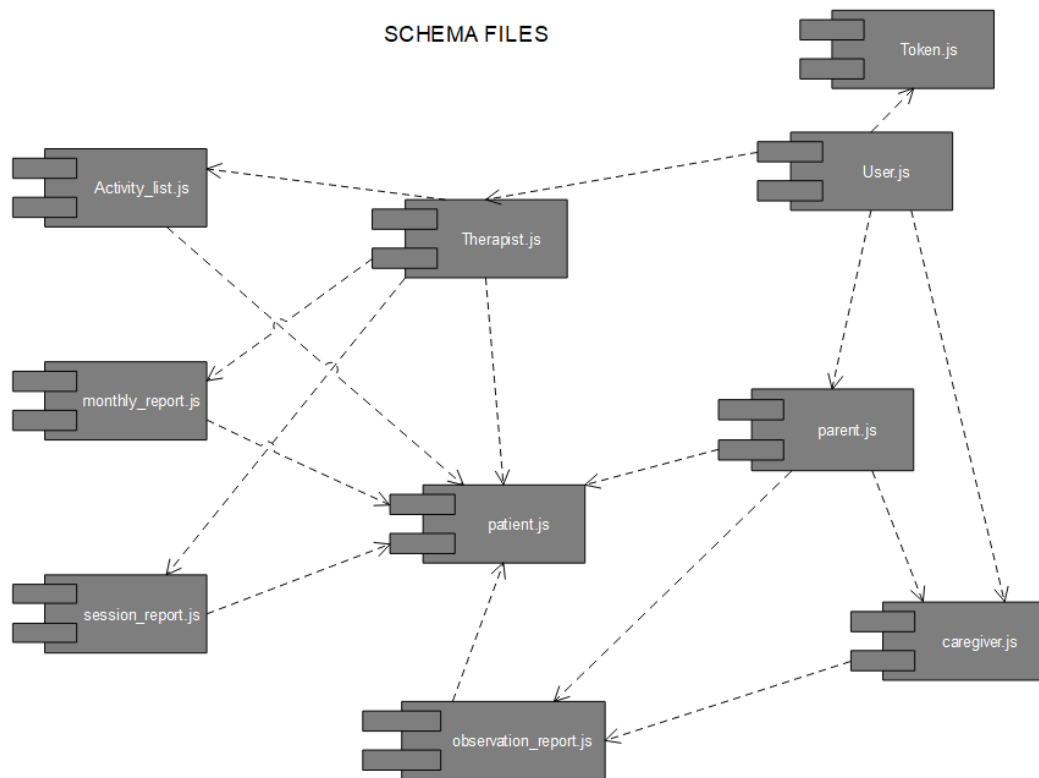 SCHEMA FILES
Token.js
User.js
Activity_list.js
Therapist.js
monthly_report.js
parent.js
patient.js
session_report.js
caregiver.js
observation_report.js